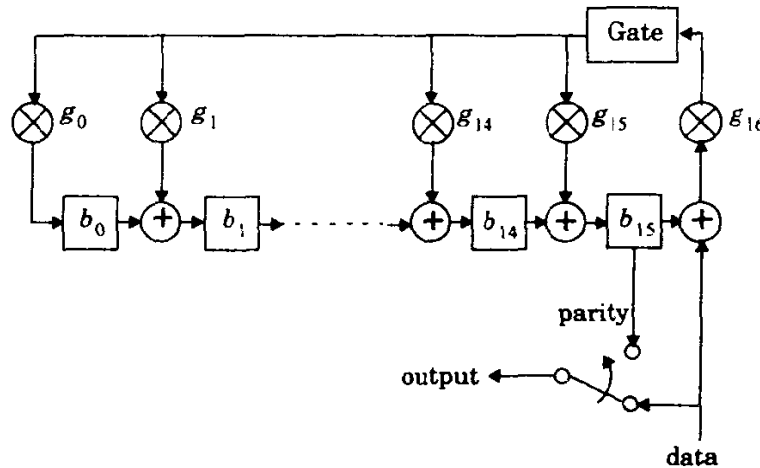 Gate
g₀ g₁ g₁₄ g₁₅ g₁₆
b₀ + b₁ + b₁₄ + b₁₅ +
parity
output
data